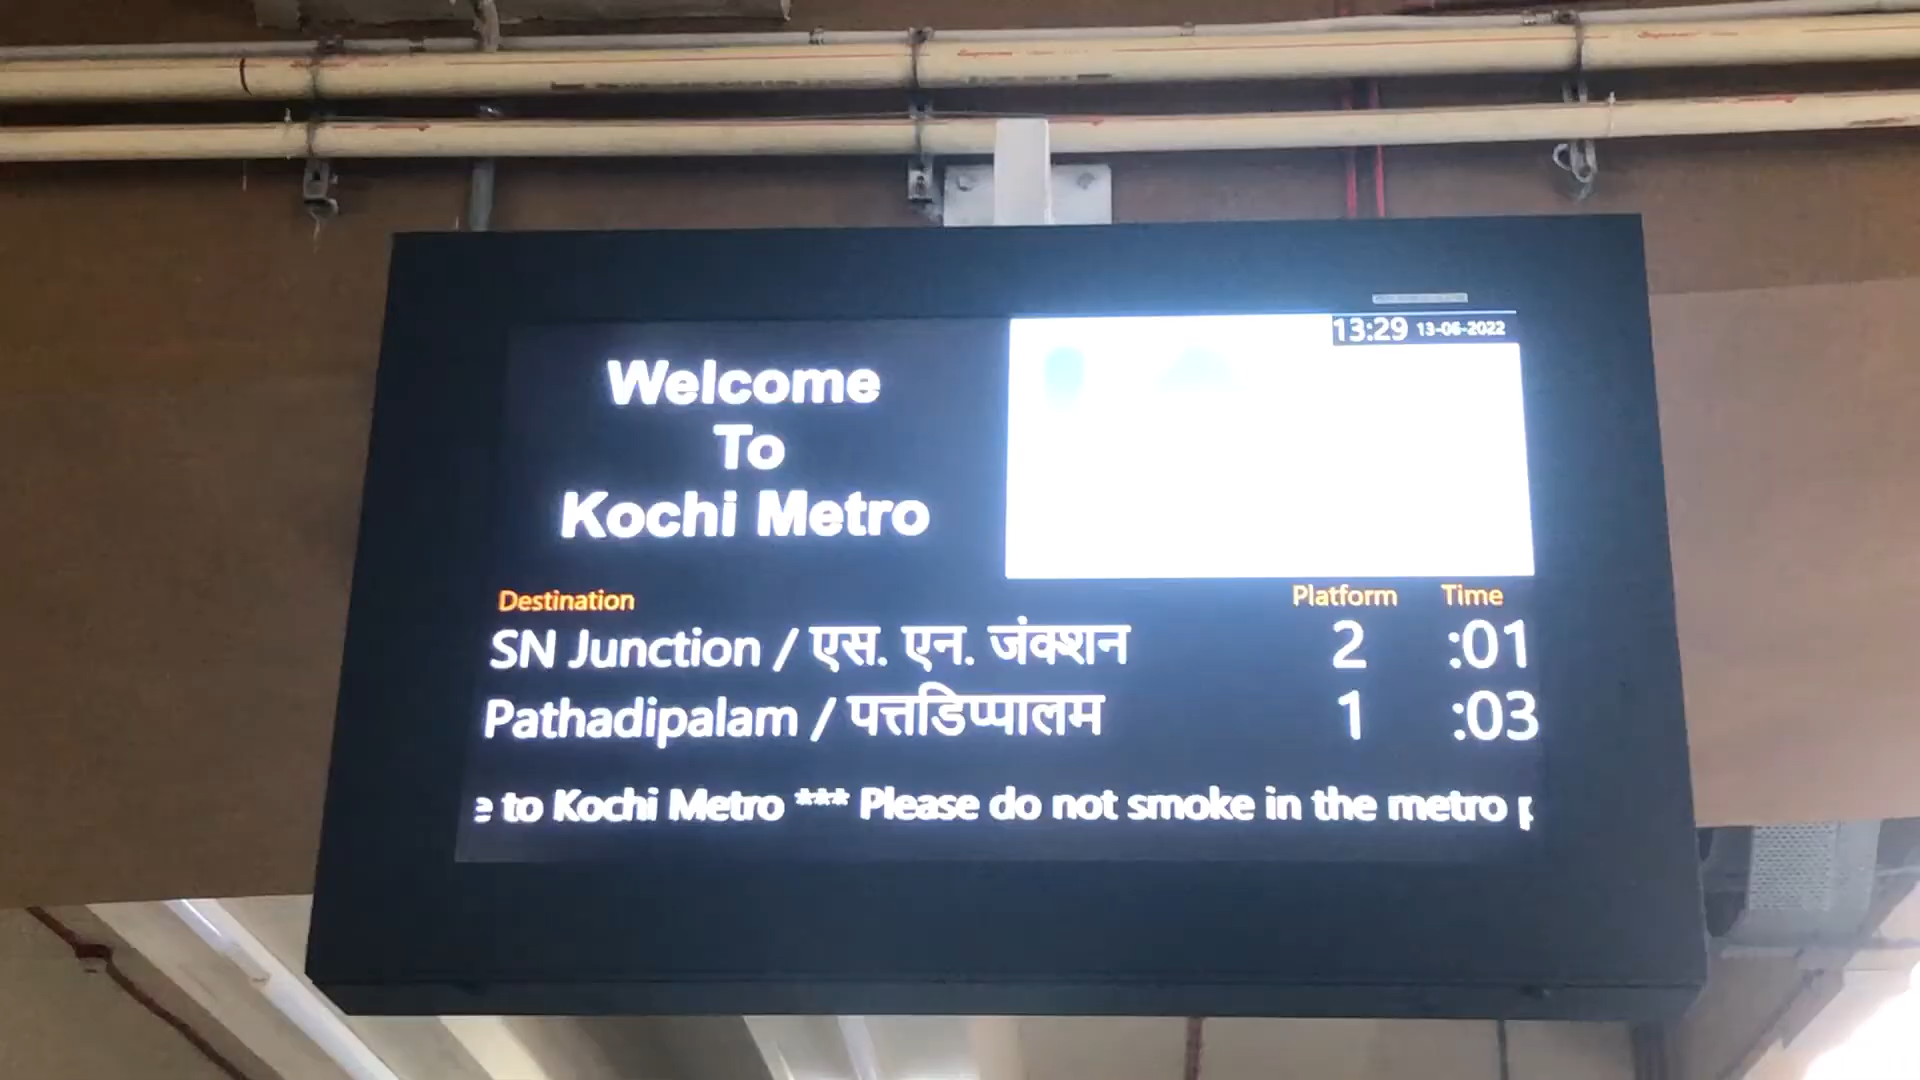 13:29 13-06-2022
Welcome
To
Kochi Metro
Destination Platform Time
SN Junction / एस. एन. जंक्शन 2 :01
Pathadipalam / पत्तडिप्पालम 1 :03
to Kochi Metro *** Please do not smoke in the metro